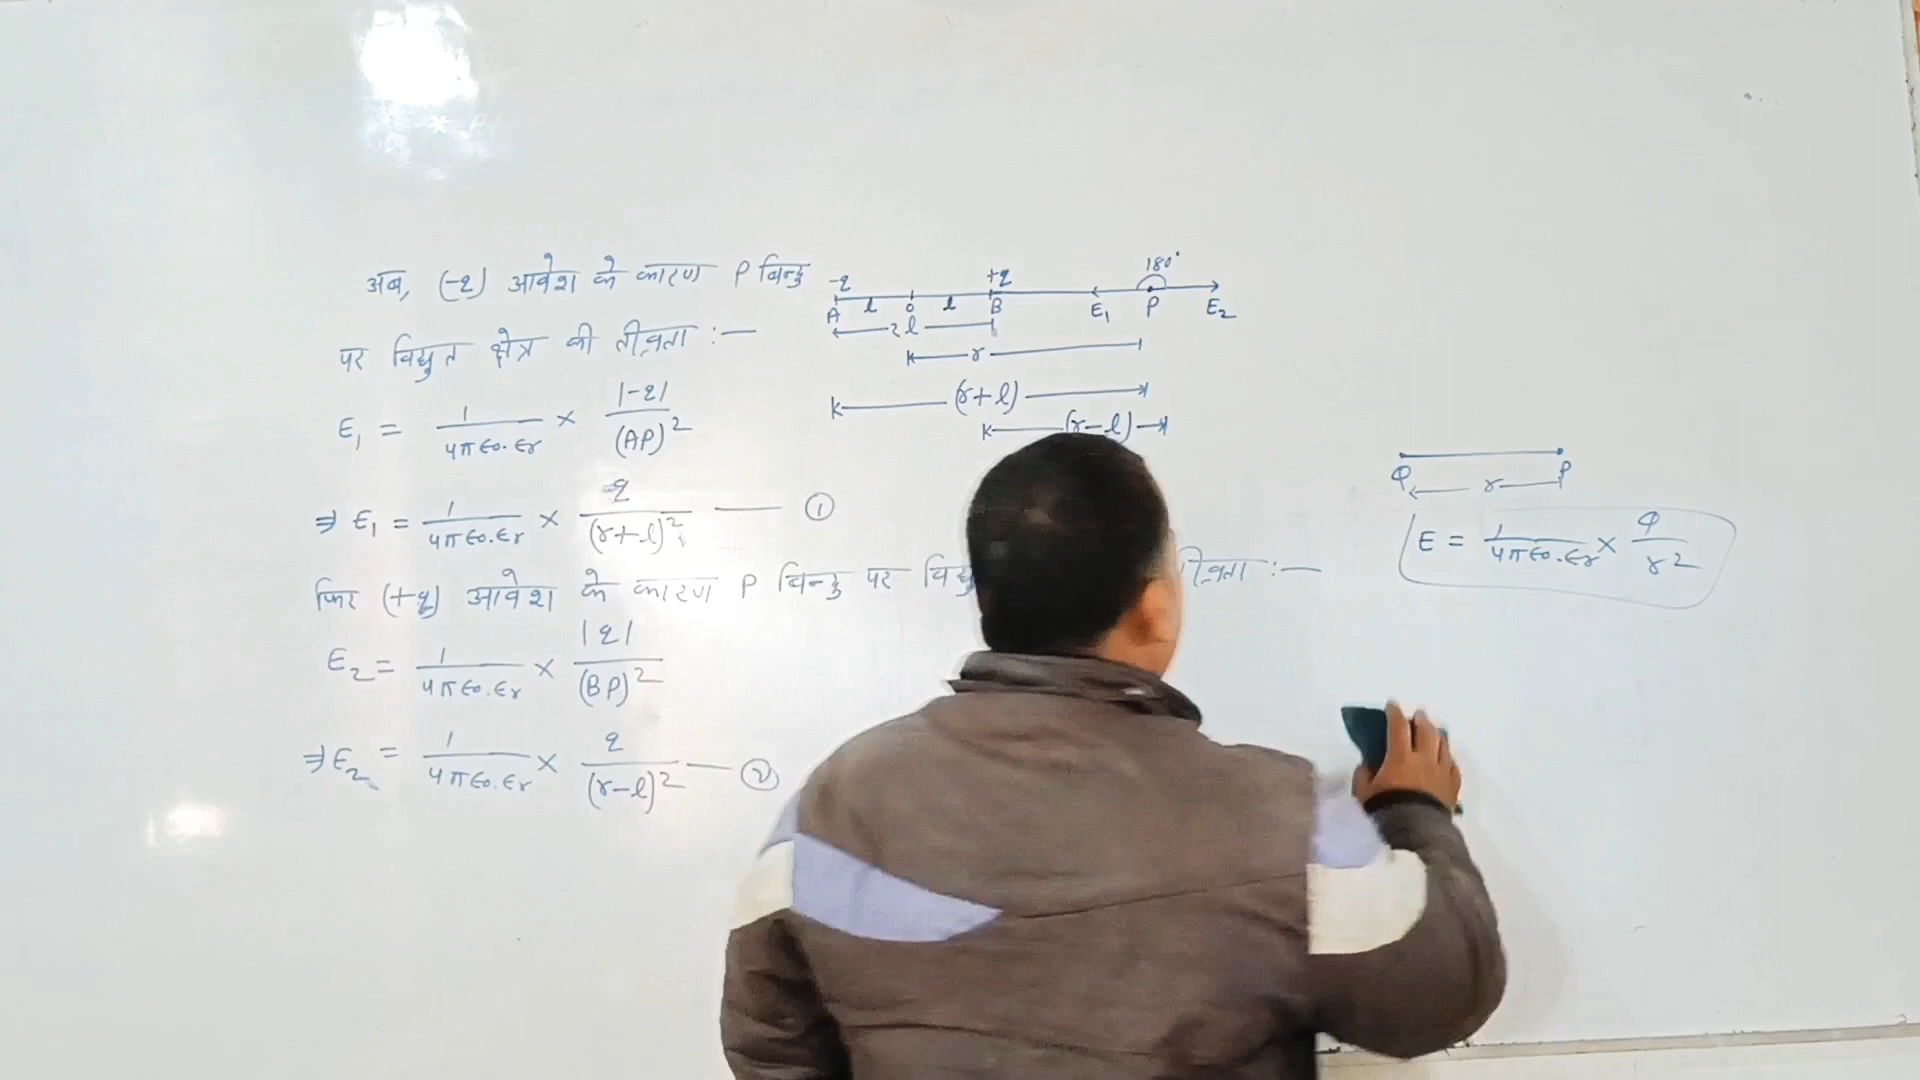 अब, (-q) आवेश के कारण P बिन्दु
पर विद्युत क्षेत्र की तीव्रता :—
E₁ = 1/4πϵ₀.ϵr × |-q|/(AP)²
⇒ E₁ = 1/4πϵ₀.ϵr × q/(r+l)² —— ①
फिर (+q) आवेश के कारण P बिन्दु पर
E₂ = 1/4πϵ₀.ϵr × |q|/(BP)²
⇒ E₂ = 1/4πϵ₀.ϵr × q/(r-l)² —— ②
-q +q 180°
A l O l B E₁ P E₂
2l
r
(r+l)
(r-l)
Q P
r
E = 1/4πϵ₀.ϵr × Q/r²